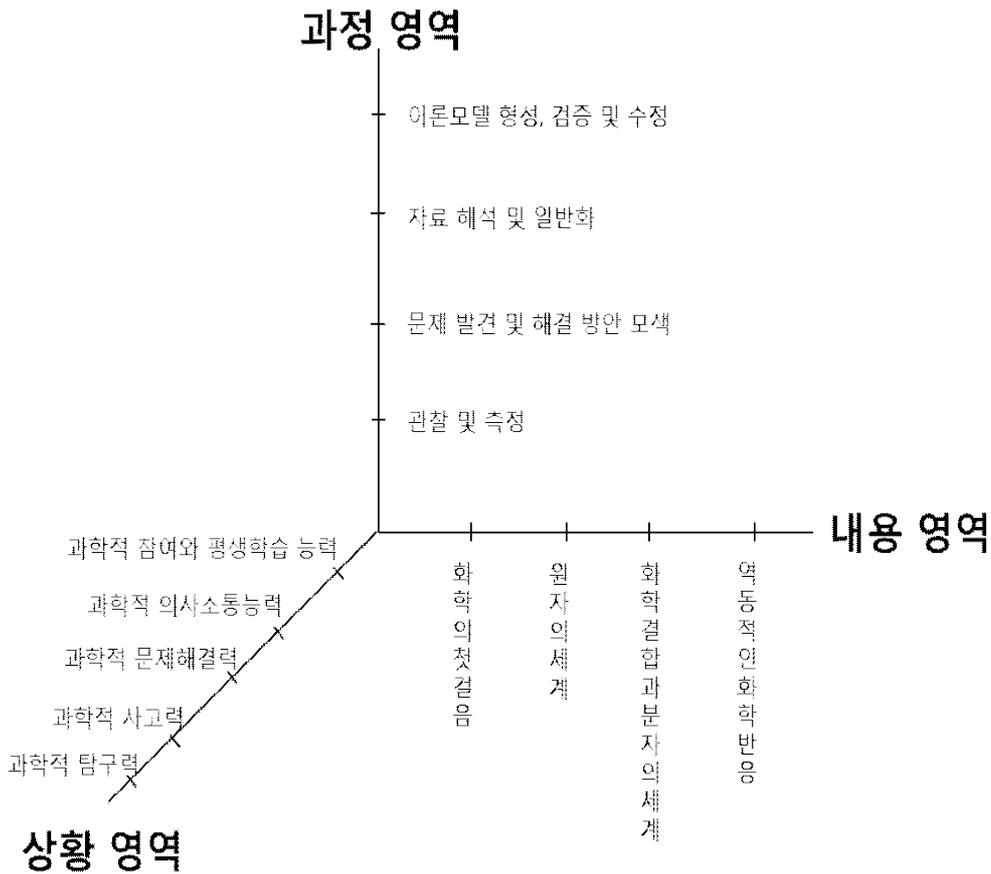 과정 영역
이론모델 형성, 검증 및 수정
자료 해석 및 일반화
문제 발견 및 해결 방안 모색
관찰 및 측정
내용 영역
과학적 참여와 평생학습 능력
과학적 의사소통능력
과학적 문제해결력
과학적 사고력
과학적 탐구력
상황 영역
화학의첫걸음
원자의세계
화학결합과분자의세계
역동적인화학반응